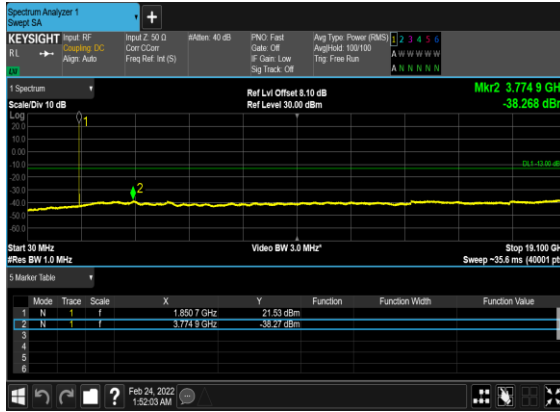 Spectrum Analyzer 1
Swept SA
+
KEYSIGHT Input: RF Input Z: 50 Ω #Atten: 40 dB PNO: Fast Avg Type: Power (RMS) 1 2 3 4 5 6
RL Coupling: DC Corr CCorr Gate: Off Avg|Hold: 100/100 A W W W W W
Align: Auto Freq Ref: Int (S) IF Gain: Low Trig: Free Run
LU Sig Track: Off A N N N N N
1 Spectrum Ref Lvl Offset 8.10 dB Mkr2 3.774 9 GH
Scale/Div 10 dB Ref Level 30.00 dBm -38.268 dBm
Log
1
20.0
10.0
0.00
-10.0 DL1 -13.00 dB
-20.0
-30.0 2
-40.0
-50.0
-60.0
Start 30 MHz Video BW 3.0 MHz* Stop 19.100 GH
#Res BW 1.0 MHz Sweep ~35.6 ms (40001 pt
5 Marker Table
Mode Trace Scale X Y Function Function Width Function Value
1 N 1 f 1.850 7 GHz 21.53 dBm
2 N 1 f 3.774 9 GHz -38.27 dBm
3
4
5
6
? Feb 24, 2022
1:52:03 AM